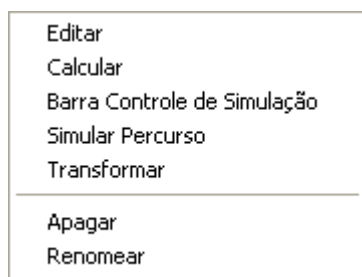 Editar
Calcular
Barra Controle de Simulação
Simular Percurso
Transformar
Apagar
Renomear